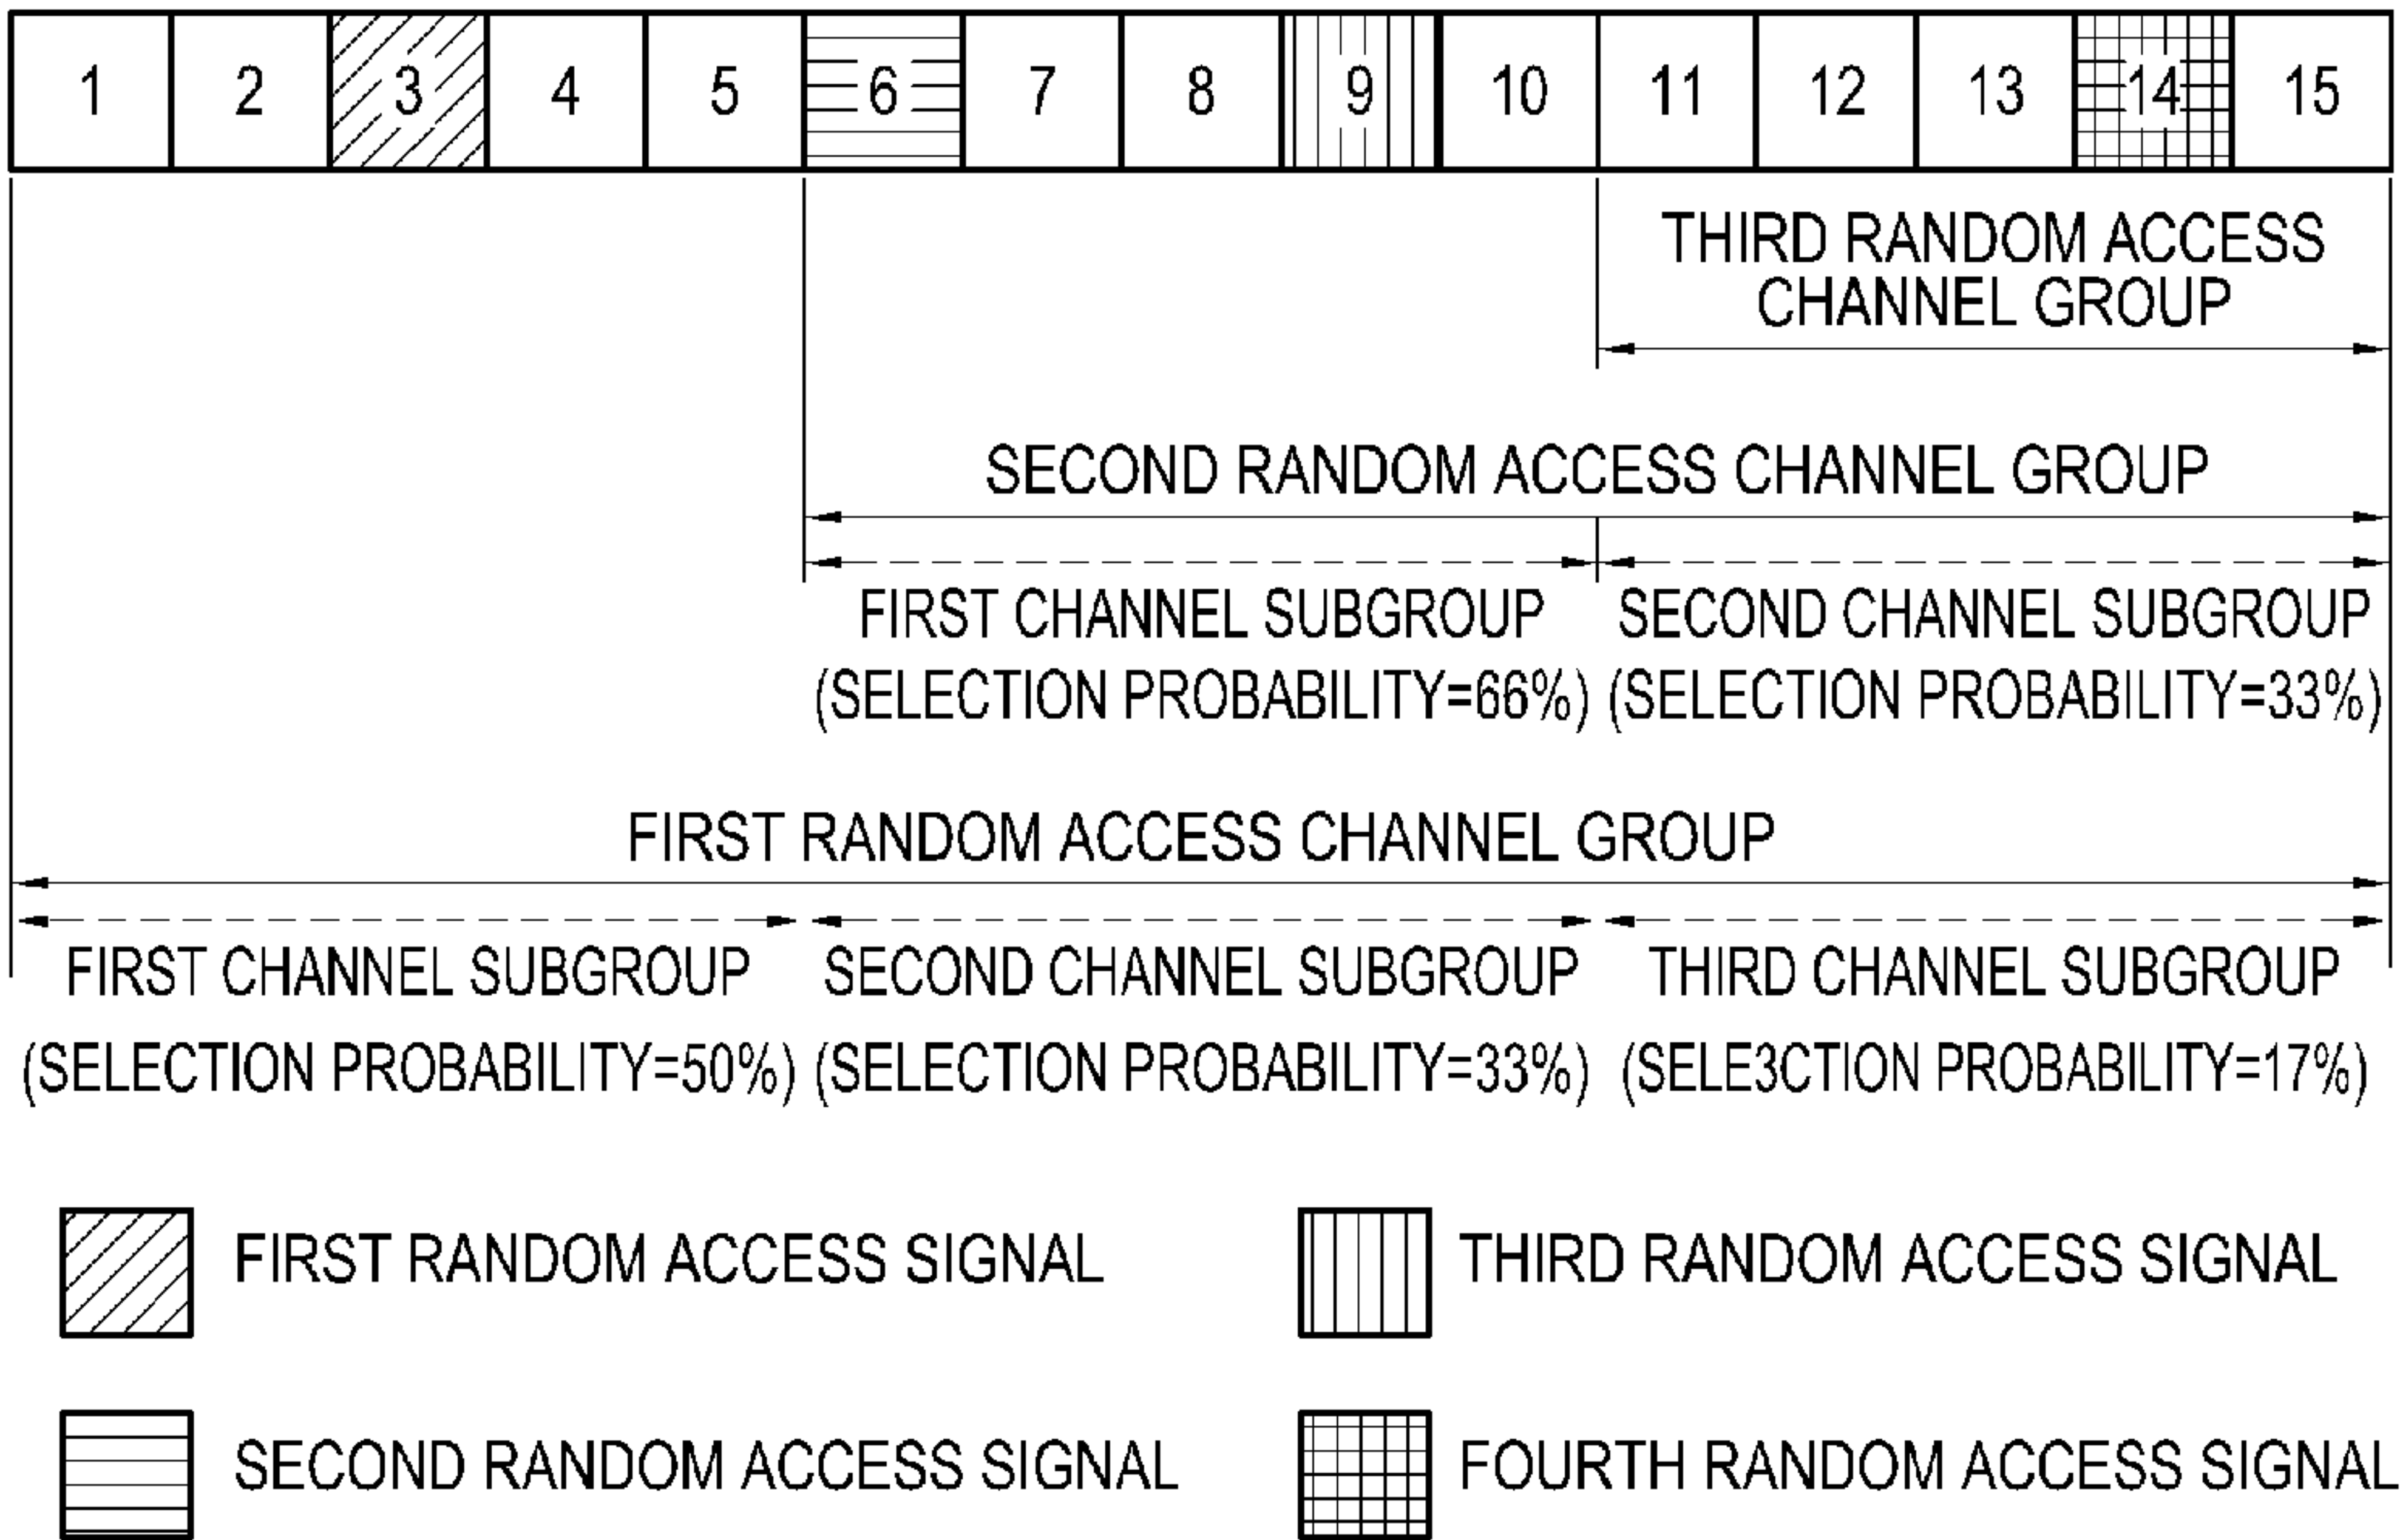 1 2 3 4 5 6 7 8 9 10 11 12 13 14 15
THIRD RANDOM ACCESS
CHANNEL GROUP
SECOND RANDOM ACCESS CHANNEL GROUP
FIRST CHANNEL SUBGROUP SECOND CHANNEL SUBGROUP
(SELECTION PROBABILITY=66%) (SELECTION PROBABILITY=33%)
FIRST RANDOM ACCESS CHANNEL GROUP
FIRST CHANNEL SUBGROUP SECOND CHANNEL SUBGROUP THIRD CHANNEL SUBGROUP
(SELECTION PROBABILITY=50%) (SELECTION PROBABILITY=33%) (SELE3CTION PROBABILITY=17%)
FIRST RANDOM ACCESS SIGNAL THIRD RANDOM ACCESS SIGNAL
SECOND RANDOM ACCESS SIGNAL FOURTH RANDOM ACCESS SIGNAL